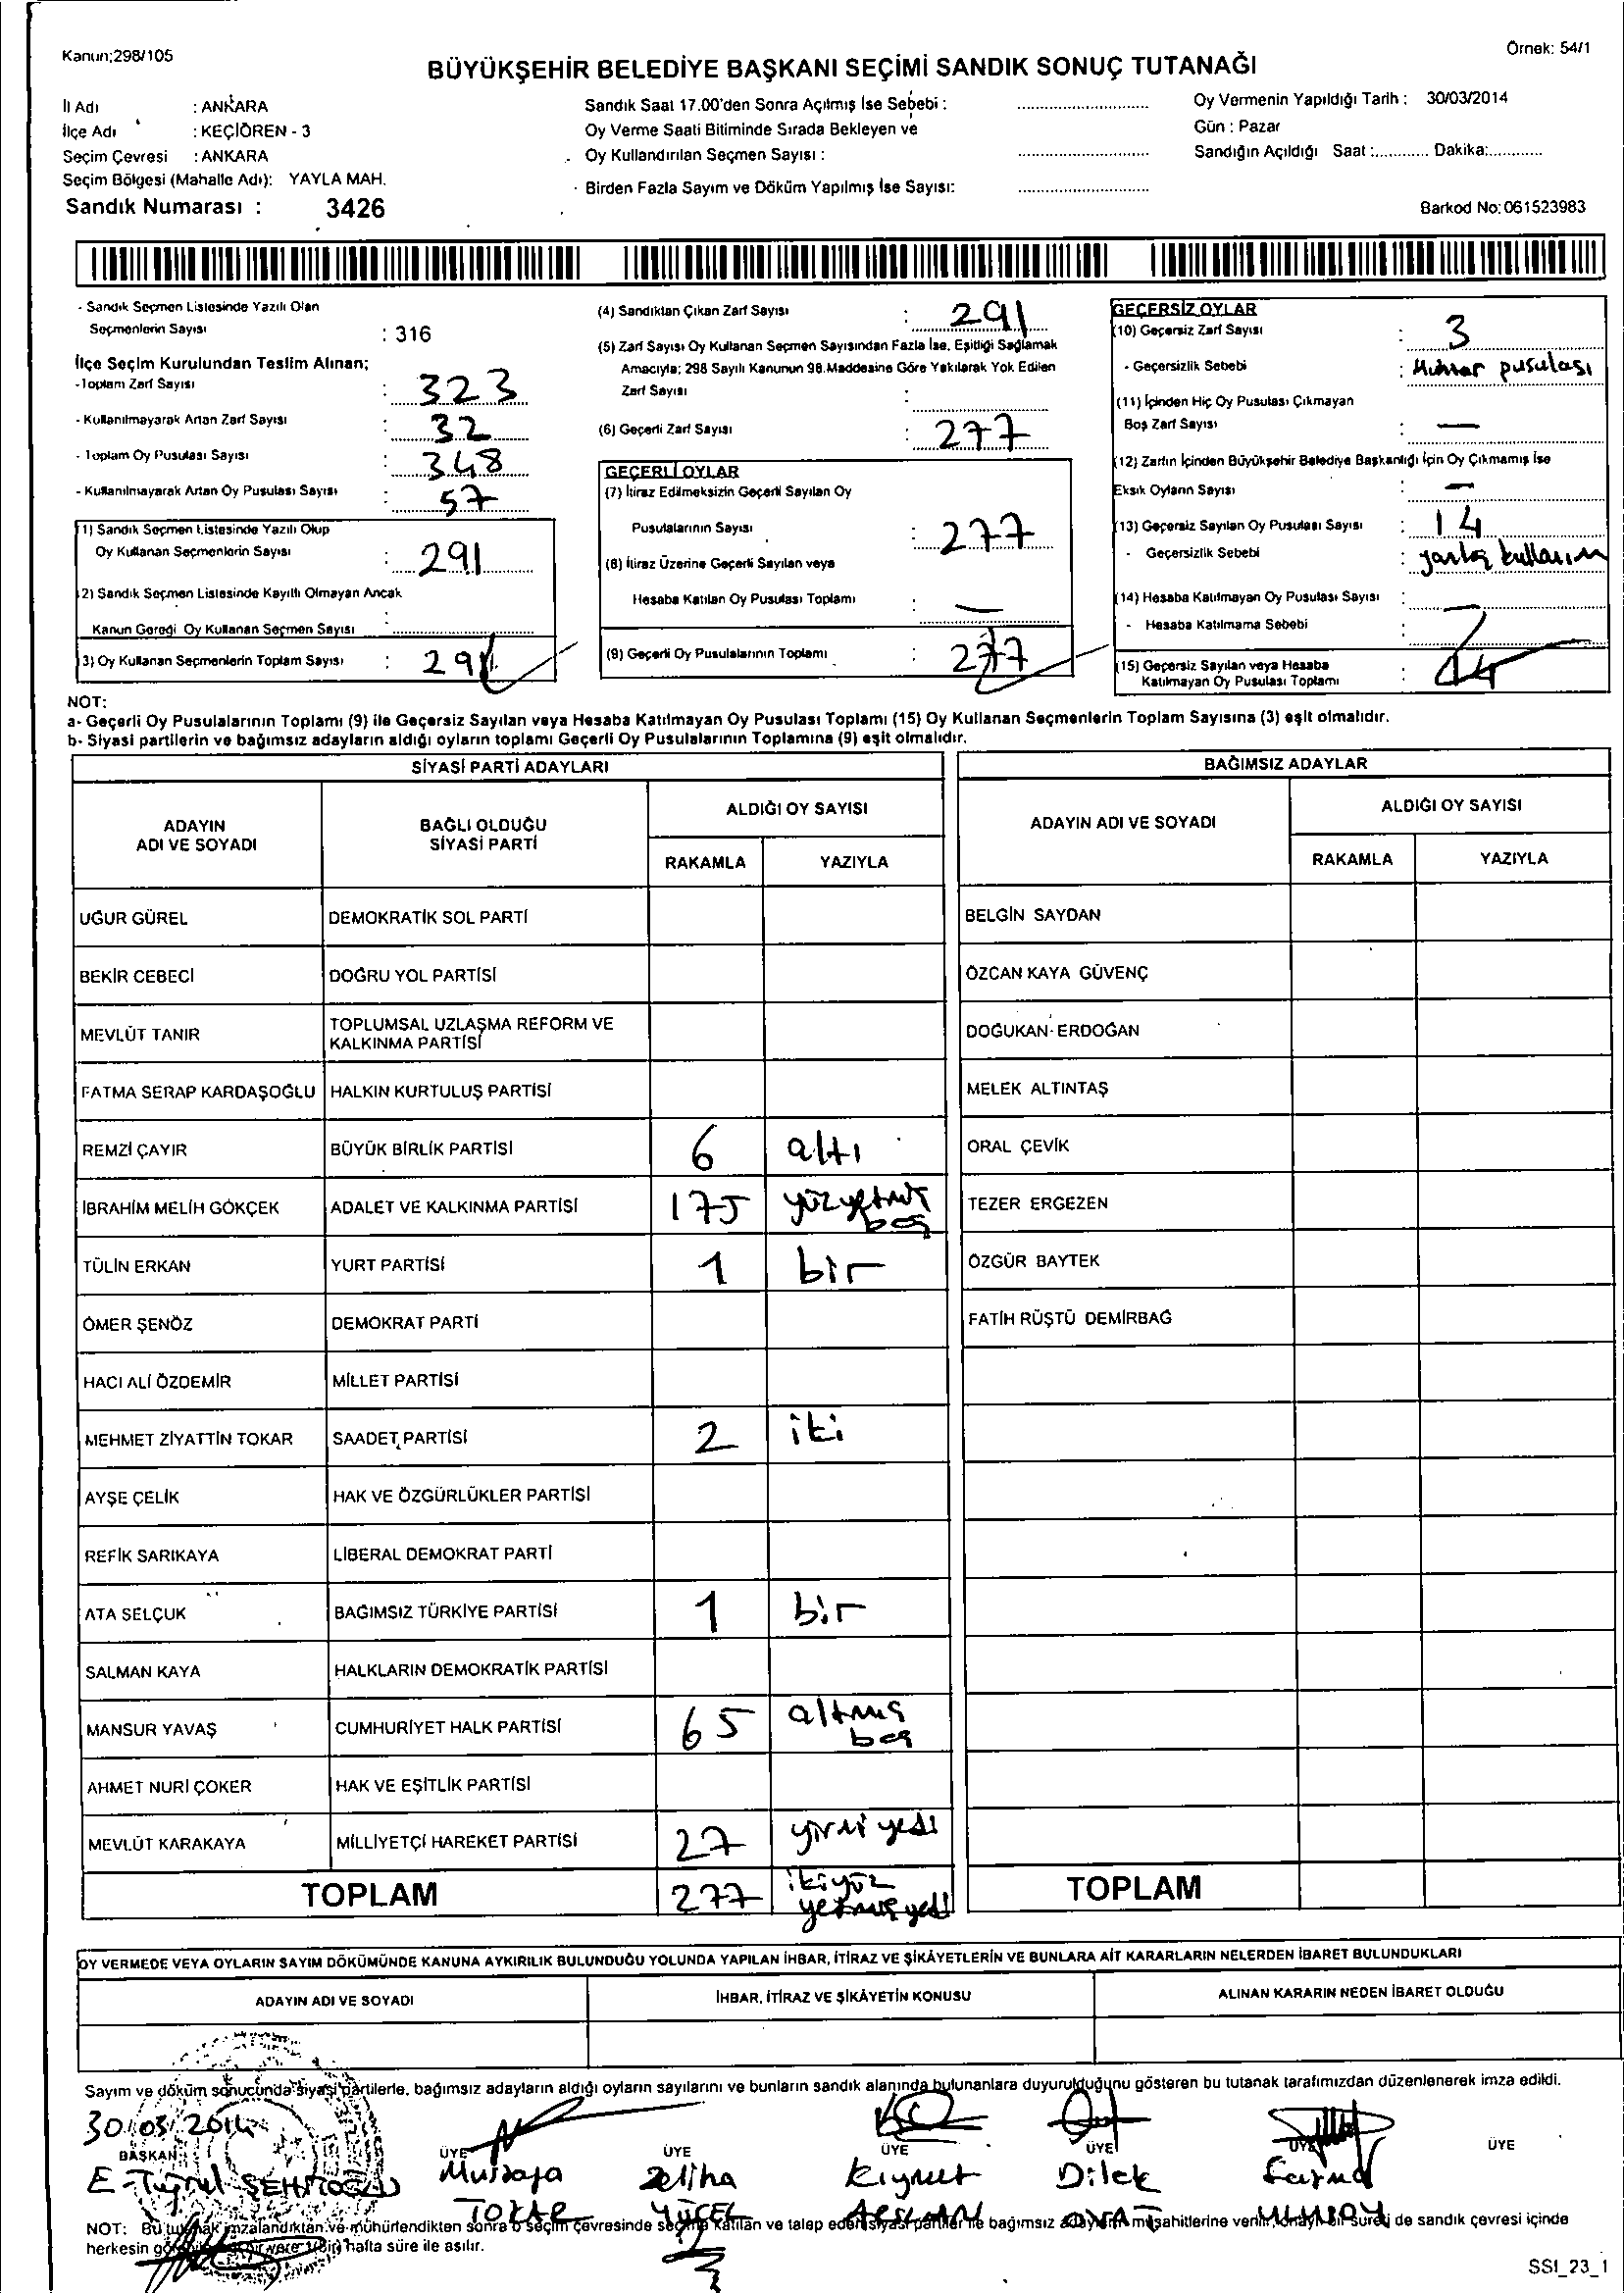 Kanun;298/105
Örnek: 54/1
BÜYÜKŞEHİR BELEDİYE BAŞKANI SEÇİMİ SANDIK SONUÇ TUTANAĞI
İl Adı : ANKARA
İlçe Adı : KEÇİÖREN - 3
Seçim Çevresi : ANKARA
Seçim Bölgesi (Mahalle Adı): YAYLA MAH.
Sandık Numarası : 3426
Sandık Saat 17.00'den Sonra Açılmış İse Sebebi :
Oy Verme Saati Bitiminde Sırada Bekleyen ve
Oy Kullandırılan Seçmen Sayısı :
Birden Fazla Sayım ve Döküm Yapılmış İse Sayısı:
Oy Vermenin Yapıldığı Tarih : 30/03/2014
Gün : Pazar
Sandığın Açıldığı Saat :............ Dakika:............
Barkod No: 061523983
- Sandık Seçmen Listesinde Yazılı Olan
Seçmenlerin Sayısı : 316
İlçe Seçim Kurulundan Teslim Alınan;
- Toplam Zarf Sayısı : 323
- Kullanılmayarak Artan Zarf Sayısı : 32
- Toplam Oy Pusulası Sayısı : 348
- Kullanılmayarak Artan Oy Pusulası Sayısı : 57
(1) Sandık Seçmen Listesinde Yazılı Olup
Oy Kullanan Seçmenlerin Sayısı : 291
(2) Sandık Seçmen Listesinde Kayıtlı Olmayan Ancak
Kanun Gereği Oy Kullanan Seçmen Sayısı :
(3) Oy Kullanan Seçmenlerin Toplam Sayısı : 291
(4) Sandıktan Çıkan Zarf Sayısı : 291
(5) Zarf Sayısı Oy Kullanan Seçmen Sayısından Fazla İse, Eşitliği Sağlamak
Amacıyla; 298 Sayılı Kanunun 98.Maddesine Göre Yakılarak Yok Edilen
Zarf Sayısı :
(6) Geçerli Zarf Sayısı : 277
GEÇERLİ OYLAR
(7) İtiraz Edilmeksizin Geçerli Sayılan Oy
Pusulalarının Sayısı : 277
(8) İtiraz Üzerine Geçerli Sayılan veya
Hesaba Katılan Oy Pusulası Toplamı : —
(9) Geçerli Oy Pusulalarının Toplamı : 277
GEÇERSİZ OYLAR
(10) Geçersiz Zarf Sayısı : 3
- Geçersizlik Sebebi : Muhtar pusulası
(11) İçinden Hiç Oy Pusulası Çıkmayan
Boş Zarf Sayısı : —
(12) Zarfın İçinden Büyükşehir Belediye Başkanlığı İçin Oy Çıkmamış İse
Eksik Oyların Sayısı : —
(13) Geçersiz Sayılan Oy Pusulası Sayısı : 14
- Geçersizlik Sebebi : yanlış kullanım
(14) Hesaba Katılmayan Oy Pusulası Sayısı : —
- Hesaba Katılmama Sebebi :
(15) Geçersiz Sayılan veya Hesaba
Katılmayan Oy Pusulası Toplamı : 14
NOT:
a- Geçerli Oy Pusulalarının Toplamı (9) ile Geçersiz Sayılan veya Hesaba Katılmayan Oy Pusulası Toplamı (15) Oy Kullanan Seçmenlerin Toplam Sayısına (3) eşit olmalıdır.
b- Siyasi partilerin ve bağımsız adayların aldığı oyların toplamı Geçerli Oy Pusulalarının Toplamına (9) eşit olmalıdır.
SİYASİ PARTİ ADAYLARI
ADAYIN ADI VE SOYADI
BAĞLI OLDUĞU SİYASİ PARTİ
ALDIĞI OY SAYISI
RAKAMLA YAZIYLA
UĞUR GÜREL DEMOKRATİK SOL PARTİ
BEKİR CEBECİ DOĞRU YOL PARTİSİ
MEVLÜT TANIR TOPLUMSAL UZLAŞMA REFORM VE
KALKINMA PARTİSİ
FATMA SERAP KARDAŞOĞLU HALKIN KURTULUŞ PARTİSİ
REMZİ ÇAYIR BÜYÜK BİRLİK PARTİSİ 6 altı
İBRAHİM MELİH GÖKÇEK ADALET VE KALKINMA PARTİSİ 175 yüzyetmiş
beş
TÜLİN ERKAN YURT PARTİSİ 1 bir
ÖMER ŞENÖZ DEMOKRAT PARTİ
HACI ALİ ÖZDEMİR MİLLET PARTİSİ
MEHMET ZİYATTİN TOKAR SAADET PARTİSİ 2 iki
AYŞE ÇELİK HAK VE ÖZGÜRLÜKLER PARTİSİ
REFİK SARIKAYA LİBERAL DEMOKRAT PARTİ
ATA SELÇUK BAĞIMSIZ TÜRKİYE PARTİSİ 1 bir
SALMAN KAYA HALKLARIN DEMOKRATİK PARTİSİ
MANSUR YAVAŞ CUMHURİYET HALK PARTİSİ 65 altmış
beş
AHMET NURİ ÇOKER HAK VE EŞİTLİK PARTİSİ
MEVLÜT KARAKAYA MİLLİYETÇİ HAREKET PARTİSİ 27 yirmi yedi
TOPLAM 277 ikiyüz
yetmiş yedi
BAĞIMSIZ ADAYLAR
ADAYIN ADI VE SOYADI
ALDIĞI OY SAYISI
RAKAMLA YAZIYLA
BELGİN SAYDAN
ÖZCAN KAYA GÜVENÇ
DOĞUKAN ERDOĞAN
MELEK ALTINTAŞ
ORAL ÇEVİK
TEZER ERGEZEN
ÖZGÜR BAYTEK
FATİH RÜŞTÜ DEMİRBAĞ
TOPLAM
OY VERMEDE VEYA OYLARIN SAYIM DÖKÜMÜNDE KANUNA AYKIRILIK BULUNDUĞU YOLUNDA YAPILAN İHBAR, İTİRAZ VE ŞİKÂYETLERİN VE BUNLARA AİT KARARLARIN NELERDEN İBARET BULUNDUKLARI
ADAYIN ADI VE SOYADI
İHBAR, İTİRAZ VE ŞİKÂYETİN KONUSU
ALINAN KARARIN NEDEN İBARET OLDUĞU
Sayım ve döküm sonucunda siyasi partilerle, bağımsız adayların aldığı oyların sayılarını ve bunların sandık alanında bulunanlara duyurulduğunu gösteren bu tutanak tarafımızdan düzenlenerek imza edildi.
30.03.2014
BAŞKAN ÜYE ÜYE ÜYE ÜYE ÜYE ÜYE
E. Tuğrul Mustafa Zeliha Kıymet Dilek Fatma
TOKAR YÜCEL
NOT: Bu tutanak imzalandıktan ve mühürlendikten sonra o seçim çevresinde seçime katılan ve talep eden siyasi partiler ile bağımsız adayların müşahitlerine verilir, onaylı bir sureti de sandık çevresi içinde
herkesin 1(Bir) hafta süre ile asılır.
SSI_23_1